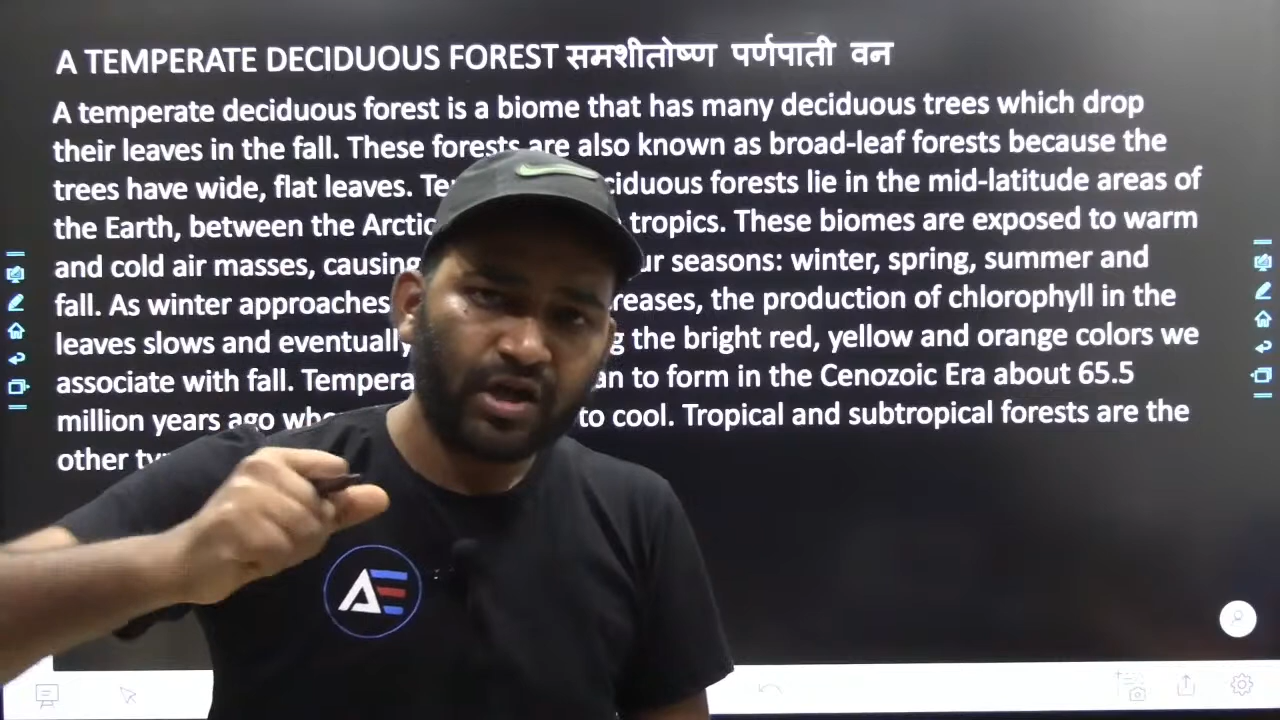 A TEMPERATE DECIDUOUS FOREST समशीतोष्ण पर्णपाती वन
A temperate deciduous forest is a biome that has many deciduous trees which drop
their leaves in the fall. These forests are also known as broad-leaf forests because the
trees have wide, flat leaves. forests lie in the mid-latitude areas of
the Earth, between the Arctic tropics. These biomes are exposed to warm
and cold air masses, causing seasons: winter, spring, summer and
fall. As winter approaches the production of chlorophyll in the
leaves slows and eventually the bright red, yellow and orange colors we
associate with fall. to form in the Cenozoic Era about 65.5
million years ago to cool. Tropical and subtropical forests are the
other
AE